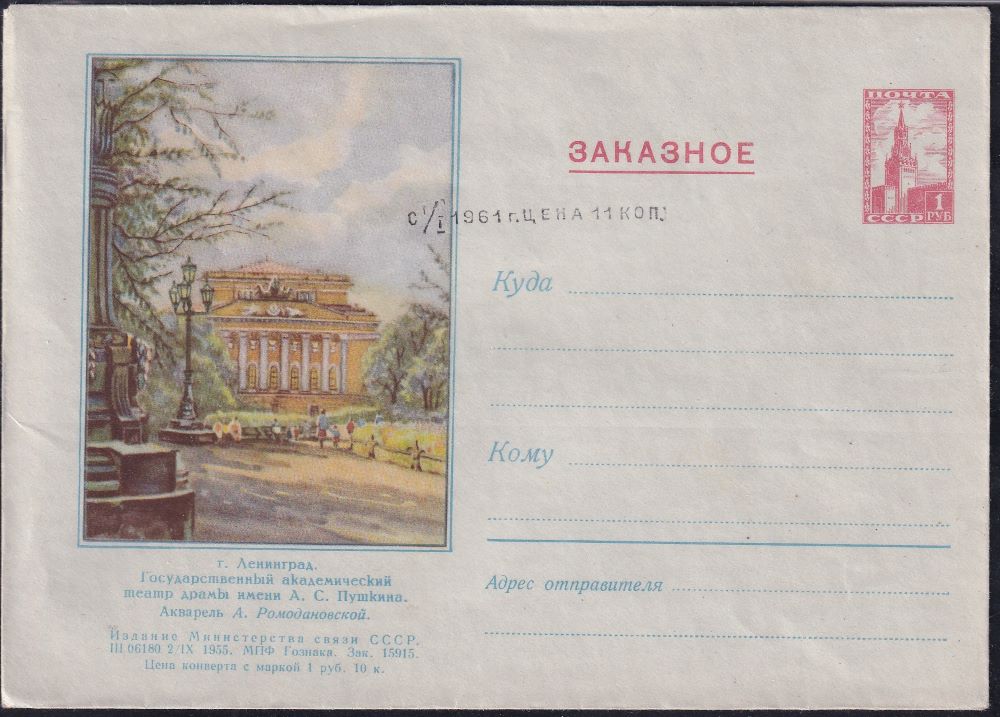 ПОЧТА
1
РУБ
СССР
ЗАКАЗНОЕ
С 1/I 1961 г. ЦЕНА 11 КОП.
Куда
Кому
Адрес отправителя
г. Ленинград.
Государственный академический
театр драмы имени А. С. Пушкина.
Акварель А. Ромодановской.
Издание Министерства связи СССР.
Ш 06180 2/IX 1955. МПФ Гознака. Зак. 15915.
Цена конверта с маркой 1 руб. 10 к.